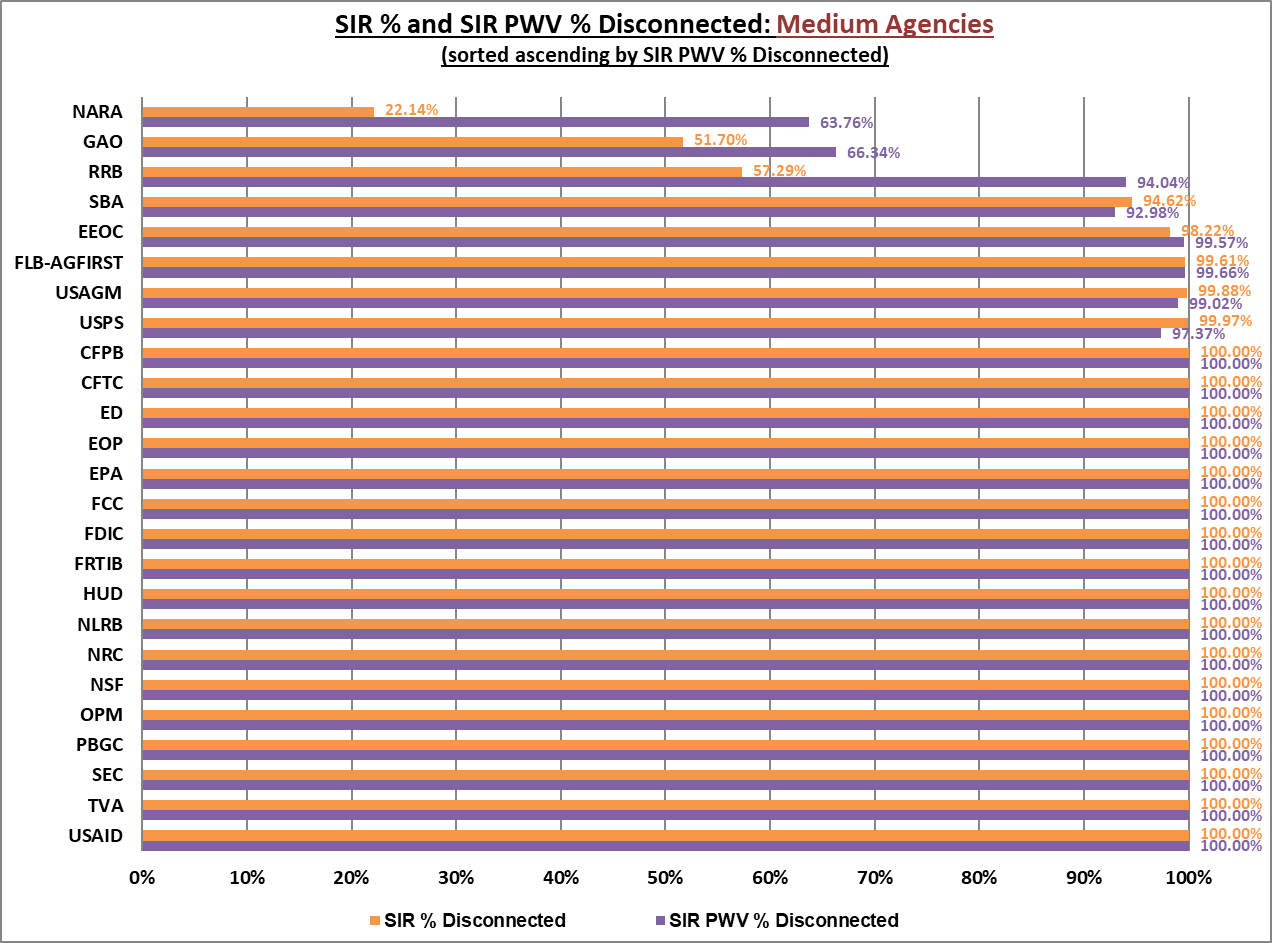 SIR % and SIR PWV % Disconnected: Medium Agencies
(sorted ascending by SIR PWV % Disconnected)
NARA 22.14% 63.76%
GAO 51.70% 66.34%
RRB 57.29% 94.04%
SBA 94.62% 92.98%
EEOC 98.22% 99.57%
FLB-AGFIRST 99.61% 99.66%
USAGM 99.88% 99.02%
USPS 99.97% 97.37%
CFPB 100.00% 100.00%
CFTC 100.00% 100.00%
ED 100.00% 100.00%
EOP 100.00% 100.00%
EPA 100.00% 100.00%
FCC 100.00% 100.00%
FDIC 100.00% 100.00%
FRTIB 100.00% 100.00%
HUD 100.00% 100.00%
NLRB 100.00% 100.00%
NRC 100.00% 100.00%
NSF 100.00% 100.00%
OPM 100.00% 100.00%
PBGC 100.00% 100.00%
SEC 100.00% 100.00%
TVA 100.00% 100.00%
USAID 100.00% 100.00%
0% 10% 20% 30% 40% 50% 60% 70% 80% 90% 100%
SIR % Disconnected SIR PWV % Disconnected